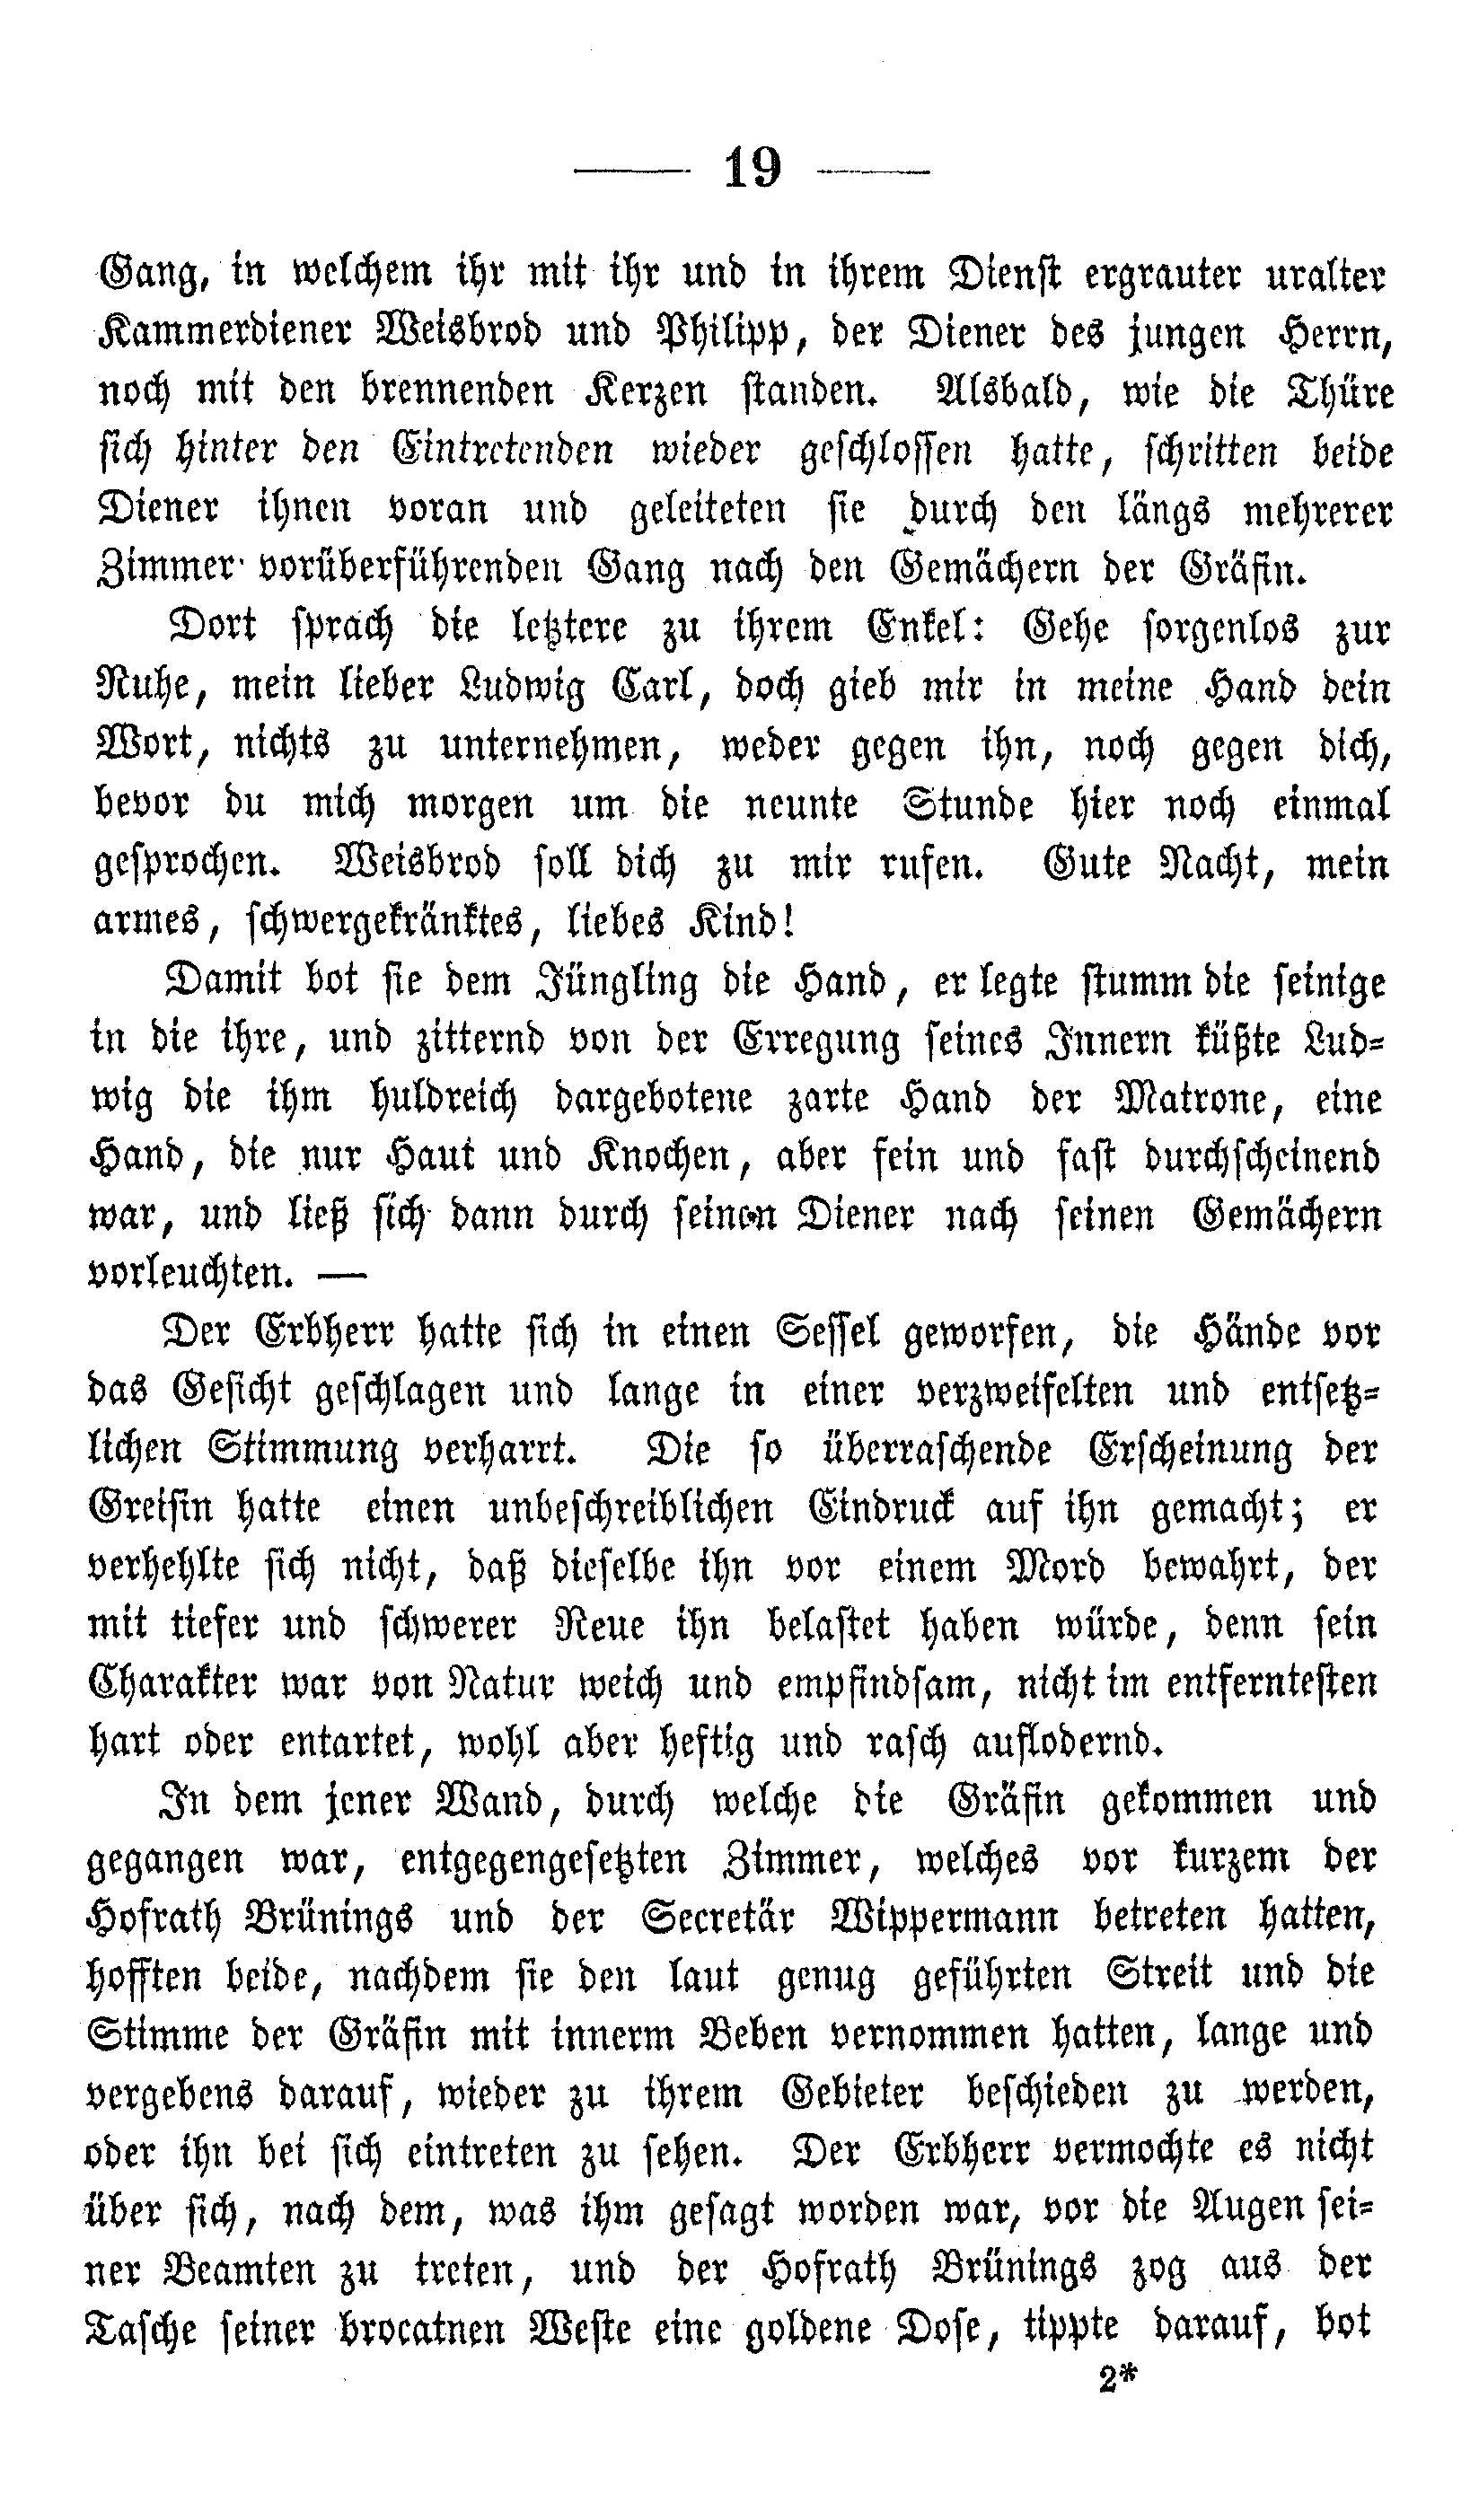 — 19 —
Gang, in welchem ihr mit ihr und in ihrem Dienst ergrauter uralter
Kammerdiener Weisbrod und Philipp, der Diener des jungen Herrn,
noch mit den brennenden Kerzen standen. Alsbald, wie die Thüre
sich hinter den Eintretenden wieder geschlossen hatte, schritten beide
Diener ihnen voran und geleiteten sie durch den längs mehrerer
Zimmer vorüberführenden Gang nach den Gemächern der Gräfin.
Dort sprach die letztere zu ihrem Enkel: Gehe sorgenlos zur
Ruhe, mein lieber Ludwig Carl, doch gieb mir in meine Hand dein
Wort, nichts zu unternehmen, weder gegen ihn, noch gegen dich,
bevor du mich morgen um die neunte Stunde hier noch einmal
gesprochen. Weisbrod soll dich zu mir rufen. Gute Nacht, mein
armes, schwergekränktes, liebes Kind!
Damit bot sie dem Jüngling die Hand, er legte stumm die seinige
in die ihre, und zitternd von der Erregung seines Innern küßte Lud-
wig die ihm huldreich dargebotene zarte Hand der Matrone, eine
Hand, die nur Haut und Knochen, aber fein und fast durchscheinend
war, und ließ sich dann durch seinen Diener nach seinen Gemächern
vorleuchten. —
Der Erbherr hatte sich in einen Sessel geworfen, die Hände vor
das Gesicht geschlagen und lange in einer verzweifelten und entsetz-
lichen Stimmung verharrt. Die so überraschende Erscheinung der
Greisin hatte einen unbeschreiblichen Eindruck auf ihn gemacht; er
verhehlte sich nicht, daß dieselbe ihn vor einem Mord bewahrt, der
mit tiefer und schwerer Reue ihn belastet haben würde, denn sein
Charakter war von Natur weich und empfindsam, nicht im entferntesten
hart oder entartet, wohl aber heftig und rasch auflodernd.
In dem jener Wand, durch welche die Gräfin gekommen und
gegangen war, entgegengesetzten Zimmer, welches vor kurzem der
Hofrath Brünings und der Secretär Wippermann betreten hatten,
hofften beide, nachdem sie den laut genug geführten Streit und die
Stimme der Gräfin mit innerm Beben vernommen hatten, lange und
vergebens darauf, wieder zu ihrem Gebieter beschieden zu werden,
oder ihn bei sich eintreten zu sehen. Der Erbherr vermochte es nicht
über sich, nach dem, was ihm gesagt worden war, vor die Augen sei-
ner Beamten zu treten, und der Hofrath Brünings zog aus der
Tasche seiner brocatnen Weste eine goldene Dose, tippte darauf, bot
2*